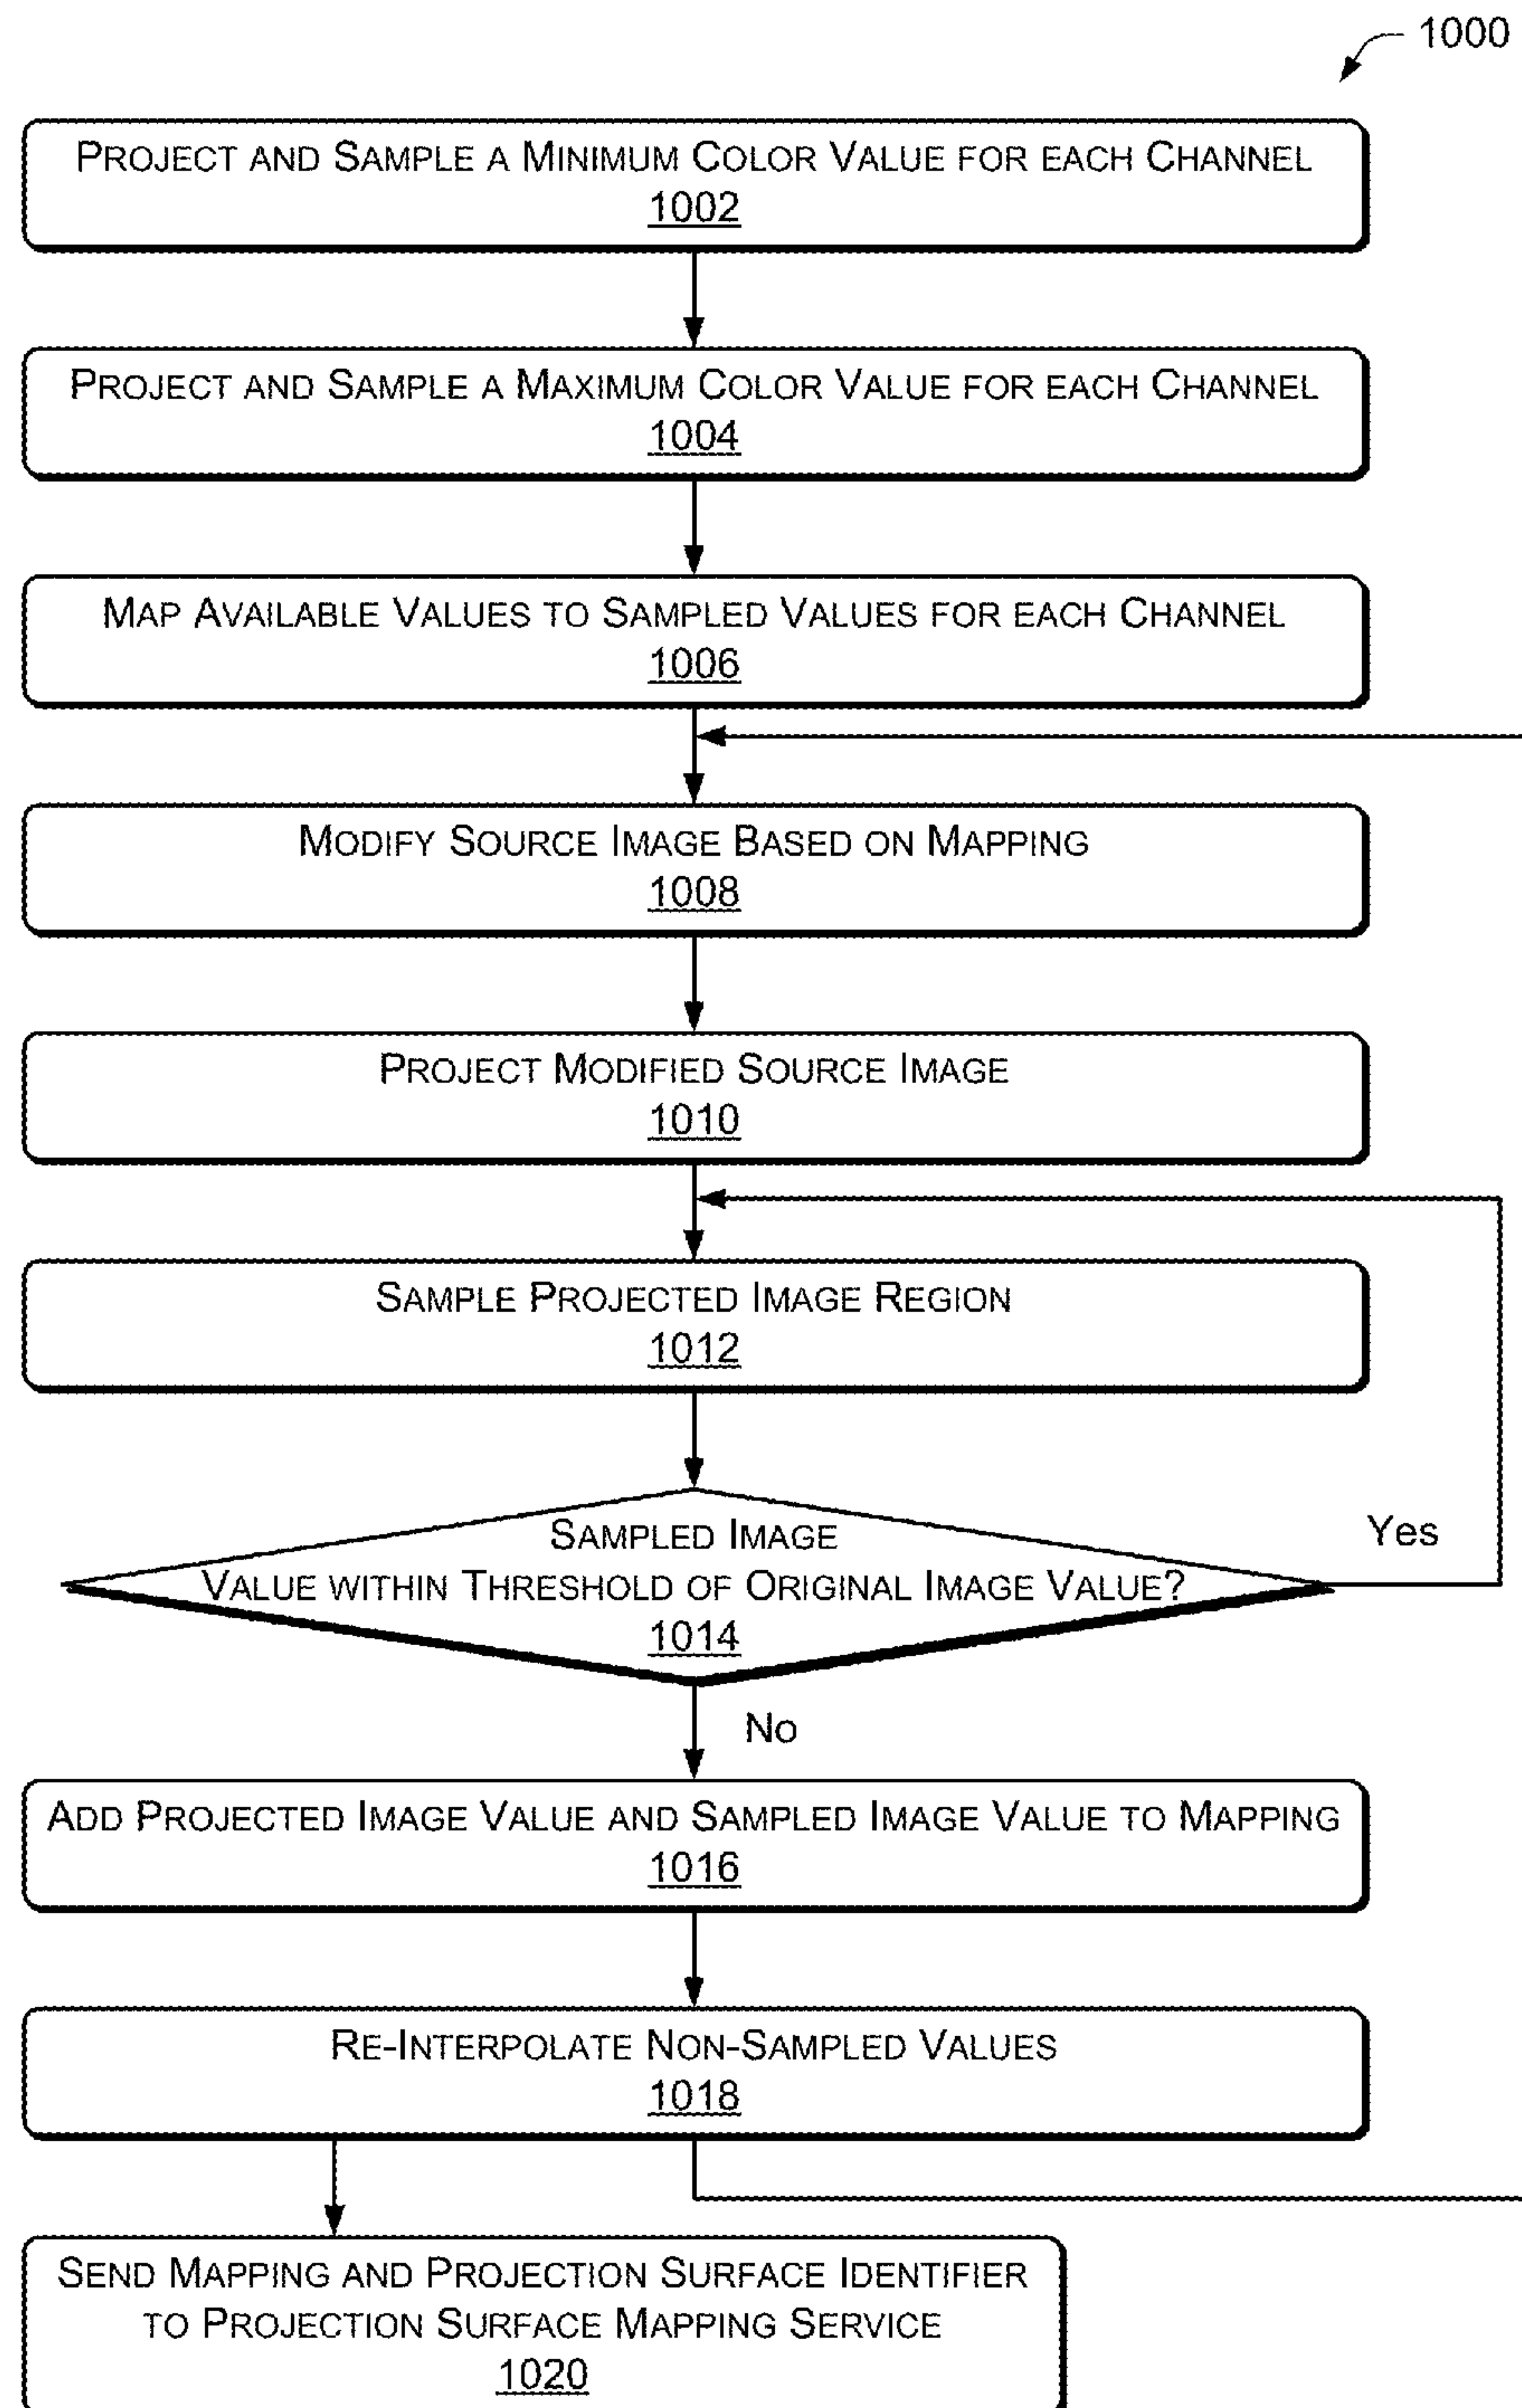 1000
PROJECT AND SAMPLE A MINIMUM COLOR VALUE FOR EACH CHANNEL
1002
PROJECT AND SAMPLE A MAXIMUM COLOR VALUE FOR EACH CHANNEL
1004
MAP AVAILABLE VALUES TO SAMPLED VALUES FOR EACH CHANNEL
1006
MODIFY SOURCE IMAGE BASED ON MAPPING
1008
PROJECT MODIFIED SOURCE IMAGE
1010
SAMPLE PROJECTED IMAGE REGION
1012
SAMPLED IMAGE
VALUE WITHIN THRESHOLD OF ORIGINAL IMAGE VALUE?
1014
Yes
No
ADD PROJECTED IMAGE VALUE AND SAMPLED IMAGE VALUE TO MAPPING
1016
RE-INTERPOLATE NON-SAMPLED VALUES
1018
SEND MAPPING AND PROJECTION SURFACE IDENTIFIER
TO PROJECTION SURFACE MAPPING SERVICE
1020